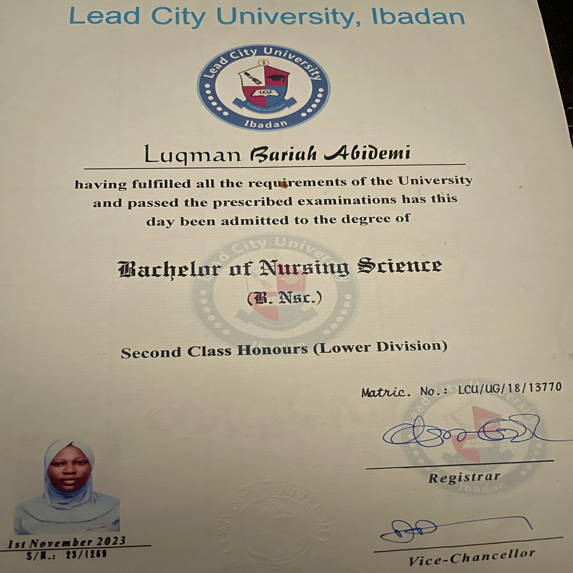 Lead City University, Ibadan
Lead City University
LCU
Ibadan
Luqman Bariah Abidemi
having fulfilled all the requirements of the University
and passed the prescribed examinations has this
day been admitted to the degree of
Bachelor of Nursing Science
(B. Nsc.)
Second Class Honours (Lower Division)
Matric. No.: LCU/UG/18/13770
Registrar
1st November 2023
S/N.: 23/1269
Vice-Chancellor